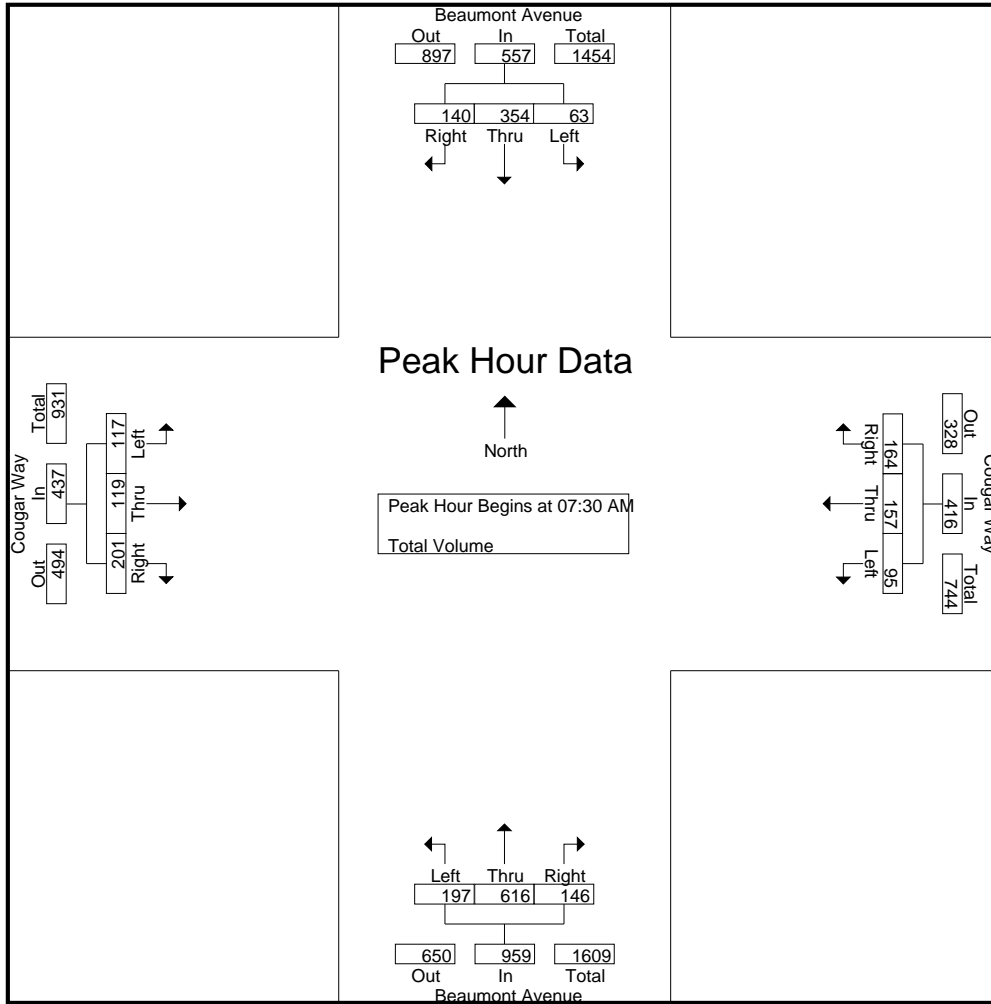 Beaumont Avenue
Out In Total
897 557 1454
140 354 63
Right Thru Left
Peak Hour Data
North
Peak Hour Begins at 07:30 AM
Total Volume
Cougar Way
Out In Total
494 437 931
201 119 117
Right Thru Left
Cougar Way
Out In Total
328 416 744
164 157 95
Right Thru Left
Left Thru Right
197 616 146
650 959 1609
Out In Total
Beaumont Avenue